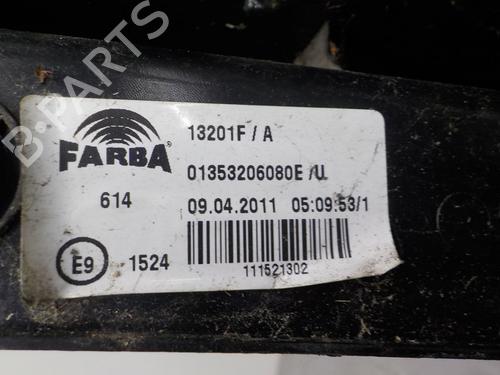 B-PARTS
FARBA®
614
E9
1524
13201F / A
01353206080E /U
09.04.2011 05:09:53/1
111521302